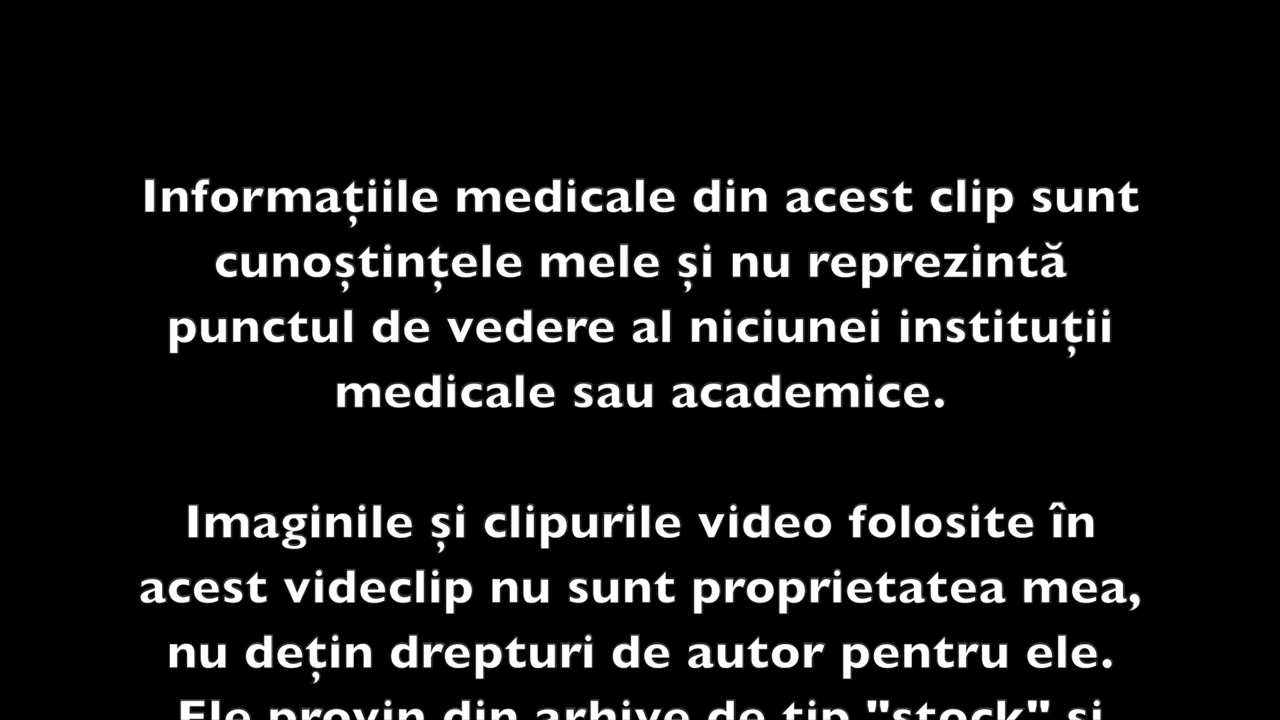 Informațiile medicale din acest clip sunt
cunoștințele mele și nu reprezintă
punctul de vedere al niciunei instituții
medicale sau academice.
Imaginile și clipurile video folosite în
acest videclip nu sunt proprietatea mea,
nu dețin drepturi de autor pentru ele.
Ele provin din arhive de tip "stock" și